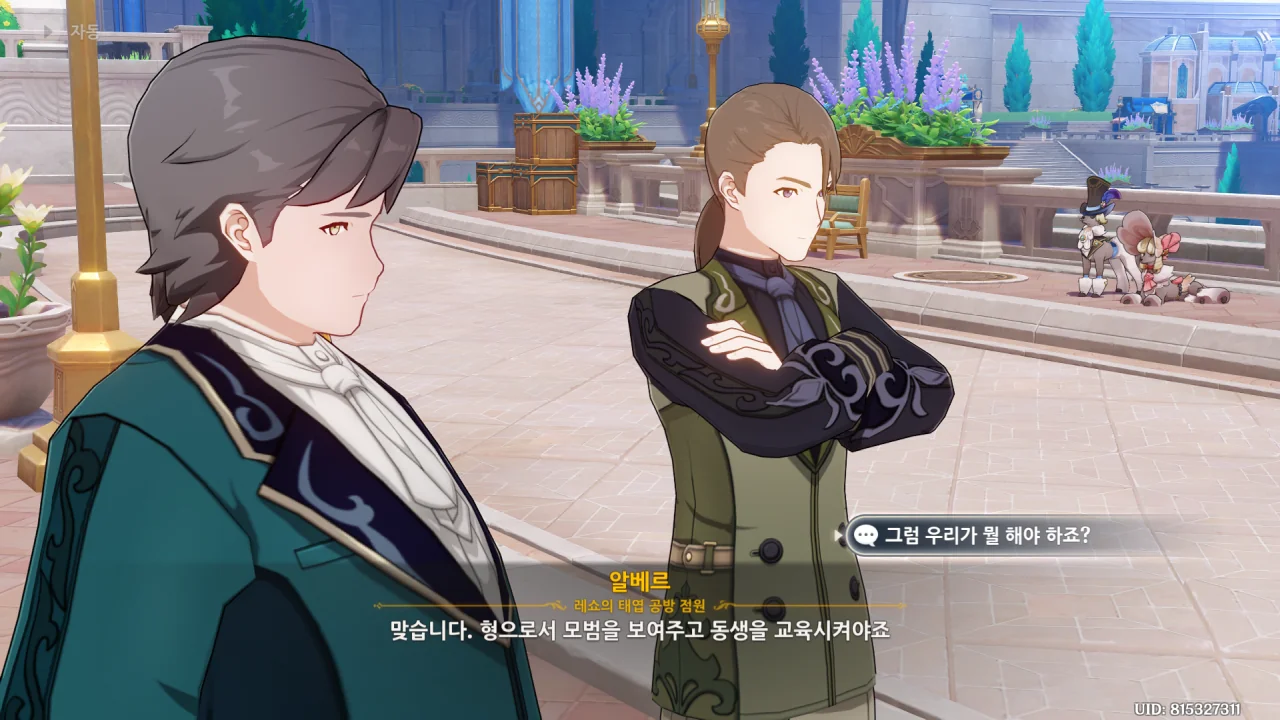 자동
그럼 우리가 뭘 해야 하죠?
알베르
레쇼의 태엽 공방 점원
맞습니다. 형으로서 모범을 보여주고 동생을 교육시켜야죠
UID: 815327311